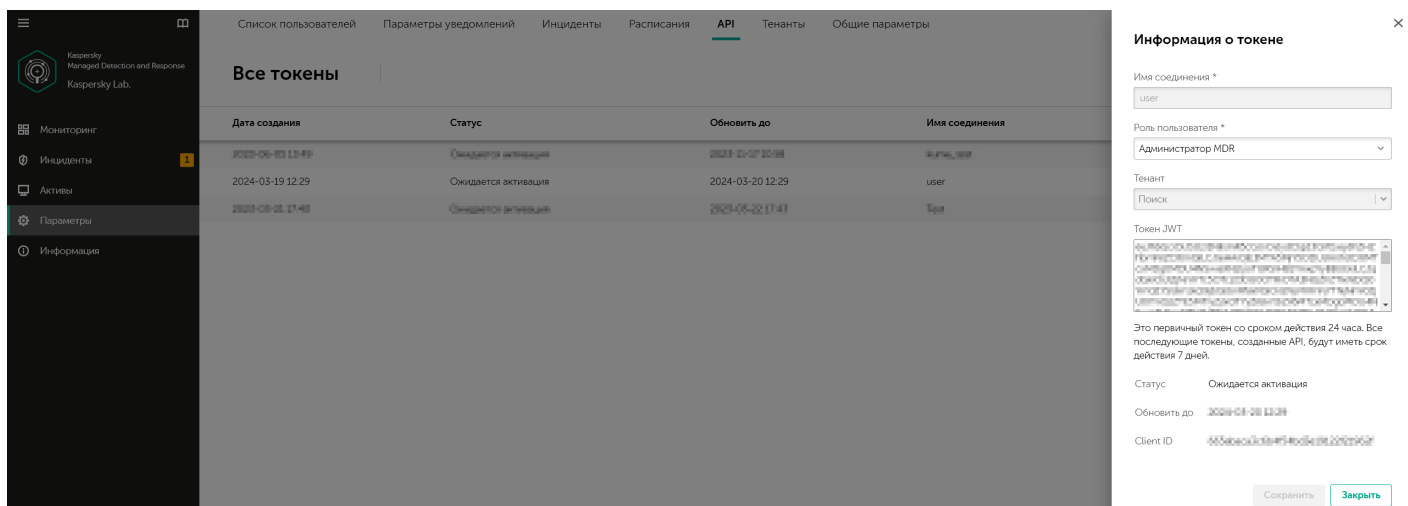 Список пользователей Параметры уведомлений Инциденты Расписания API Тенанты Общие параметры
Kaspersky
Managed Detection and Response
Kaspersky Lab.
Мониторинг
Инциденты 1
Активы
Параметры
Информация
Все токены
Дата создания Статус Обновить до Имя соединения
2024-03-19 12:29 Ожидается активация 2024-03-20 12:29 user
Информация о токене
Имя соединения *
user
Роль пользователя *
Администратор MDR
Тенант
Поиск
Токен JWT
Это первичный токен со сроком действия 24 часа. Все
последующие токены, созданные API, будут иметь срок
действия 7 дней.
Статус Ожидается активация
Обновить до
Client ID
Сохранить Закрыть